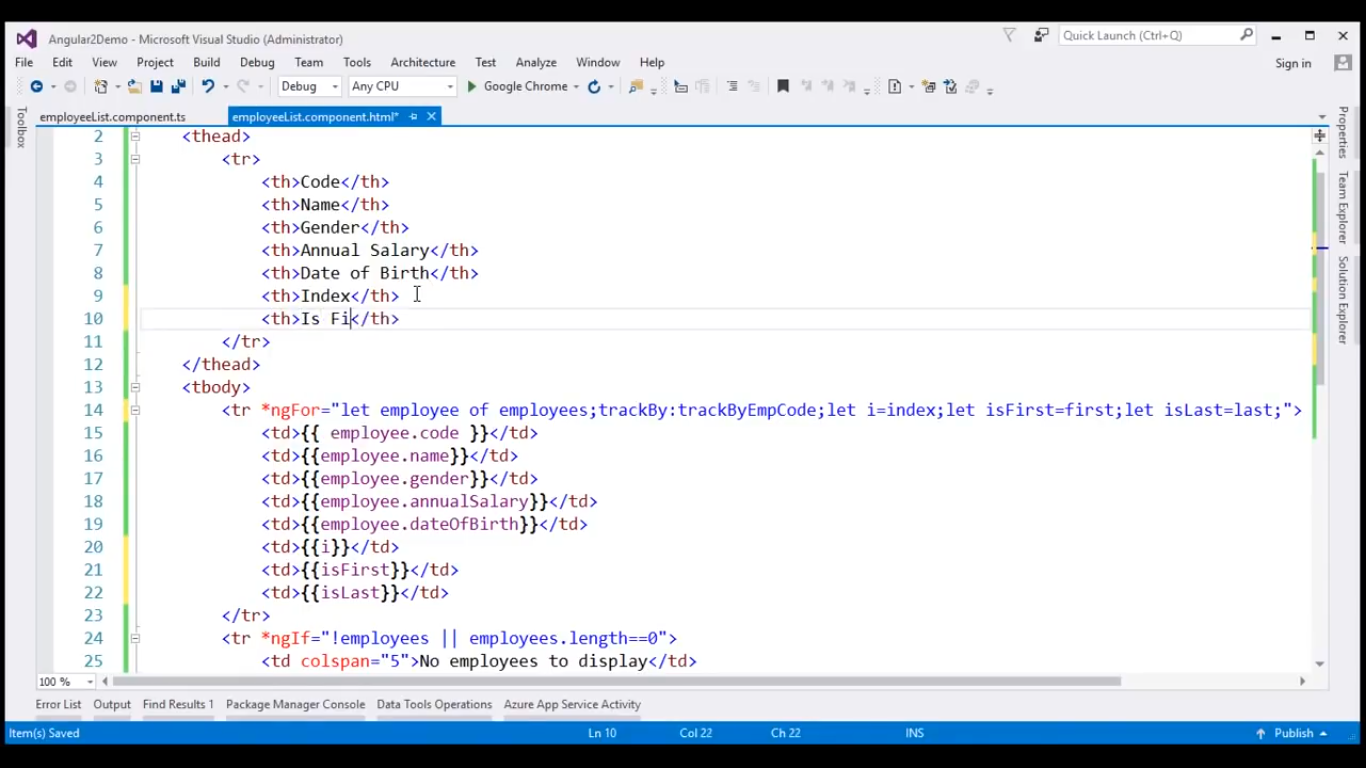 Angular2Demo - Microsoft Visual Studio (Administrator)
Quick Launch (Ctrl+Q)
File Edit View Project Build Debug Team Tools Architecture Test Analyze Window Help
Sign in
Debug Any CPU Google Chrome
employeeList.component.ts employeeList.component.html*
Toolbox
2 <thead>
3 <tr>
4 <th>Code</th>
5 <th>Name</th>
6 <th>Gender</th>
7 <th>Annual Salary</th>
8 <th>Date of Birth</th>
9 <th>Index</th>
10 <th>Is Fi</th>
11 </tr>
12 </thead>
13 <tbody>
14 <tr *ngFor="let employee of employees;trackBy:trackByEmpCode;let i=index;let isFirst=first;let isLast=last;">
15 <td>{{ employee.code }}</td>
16 <td>{{employee.name}}</td>
17 <td>{{employee.gender}}</td>
18 <td>{{employee.annualSalary}}</td>
19 <td>{{employee.dateOfBirth}}</td>
20 <td>{{i}}</td>
21 <td>{{isFirst}}</td>
22 <td>{{isLast}}</td>
23 </tr>
24 <tr *ngIf="!employees || employees.length==0">
25 <td colspan="5">No employees to display</td>
Properties
Team Explorer
Solution Explorer
100 %
Error List Output Find Results 1 Package Manager Console Data Tools Operations Azure App Service Activity
Item(s) Saved Ln 10 Col 22 Ch 22 INS Publish